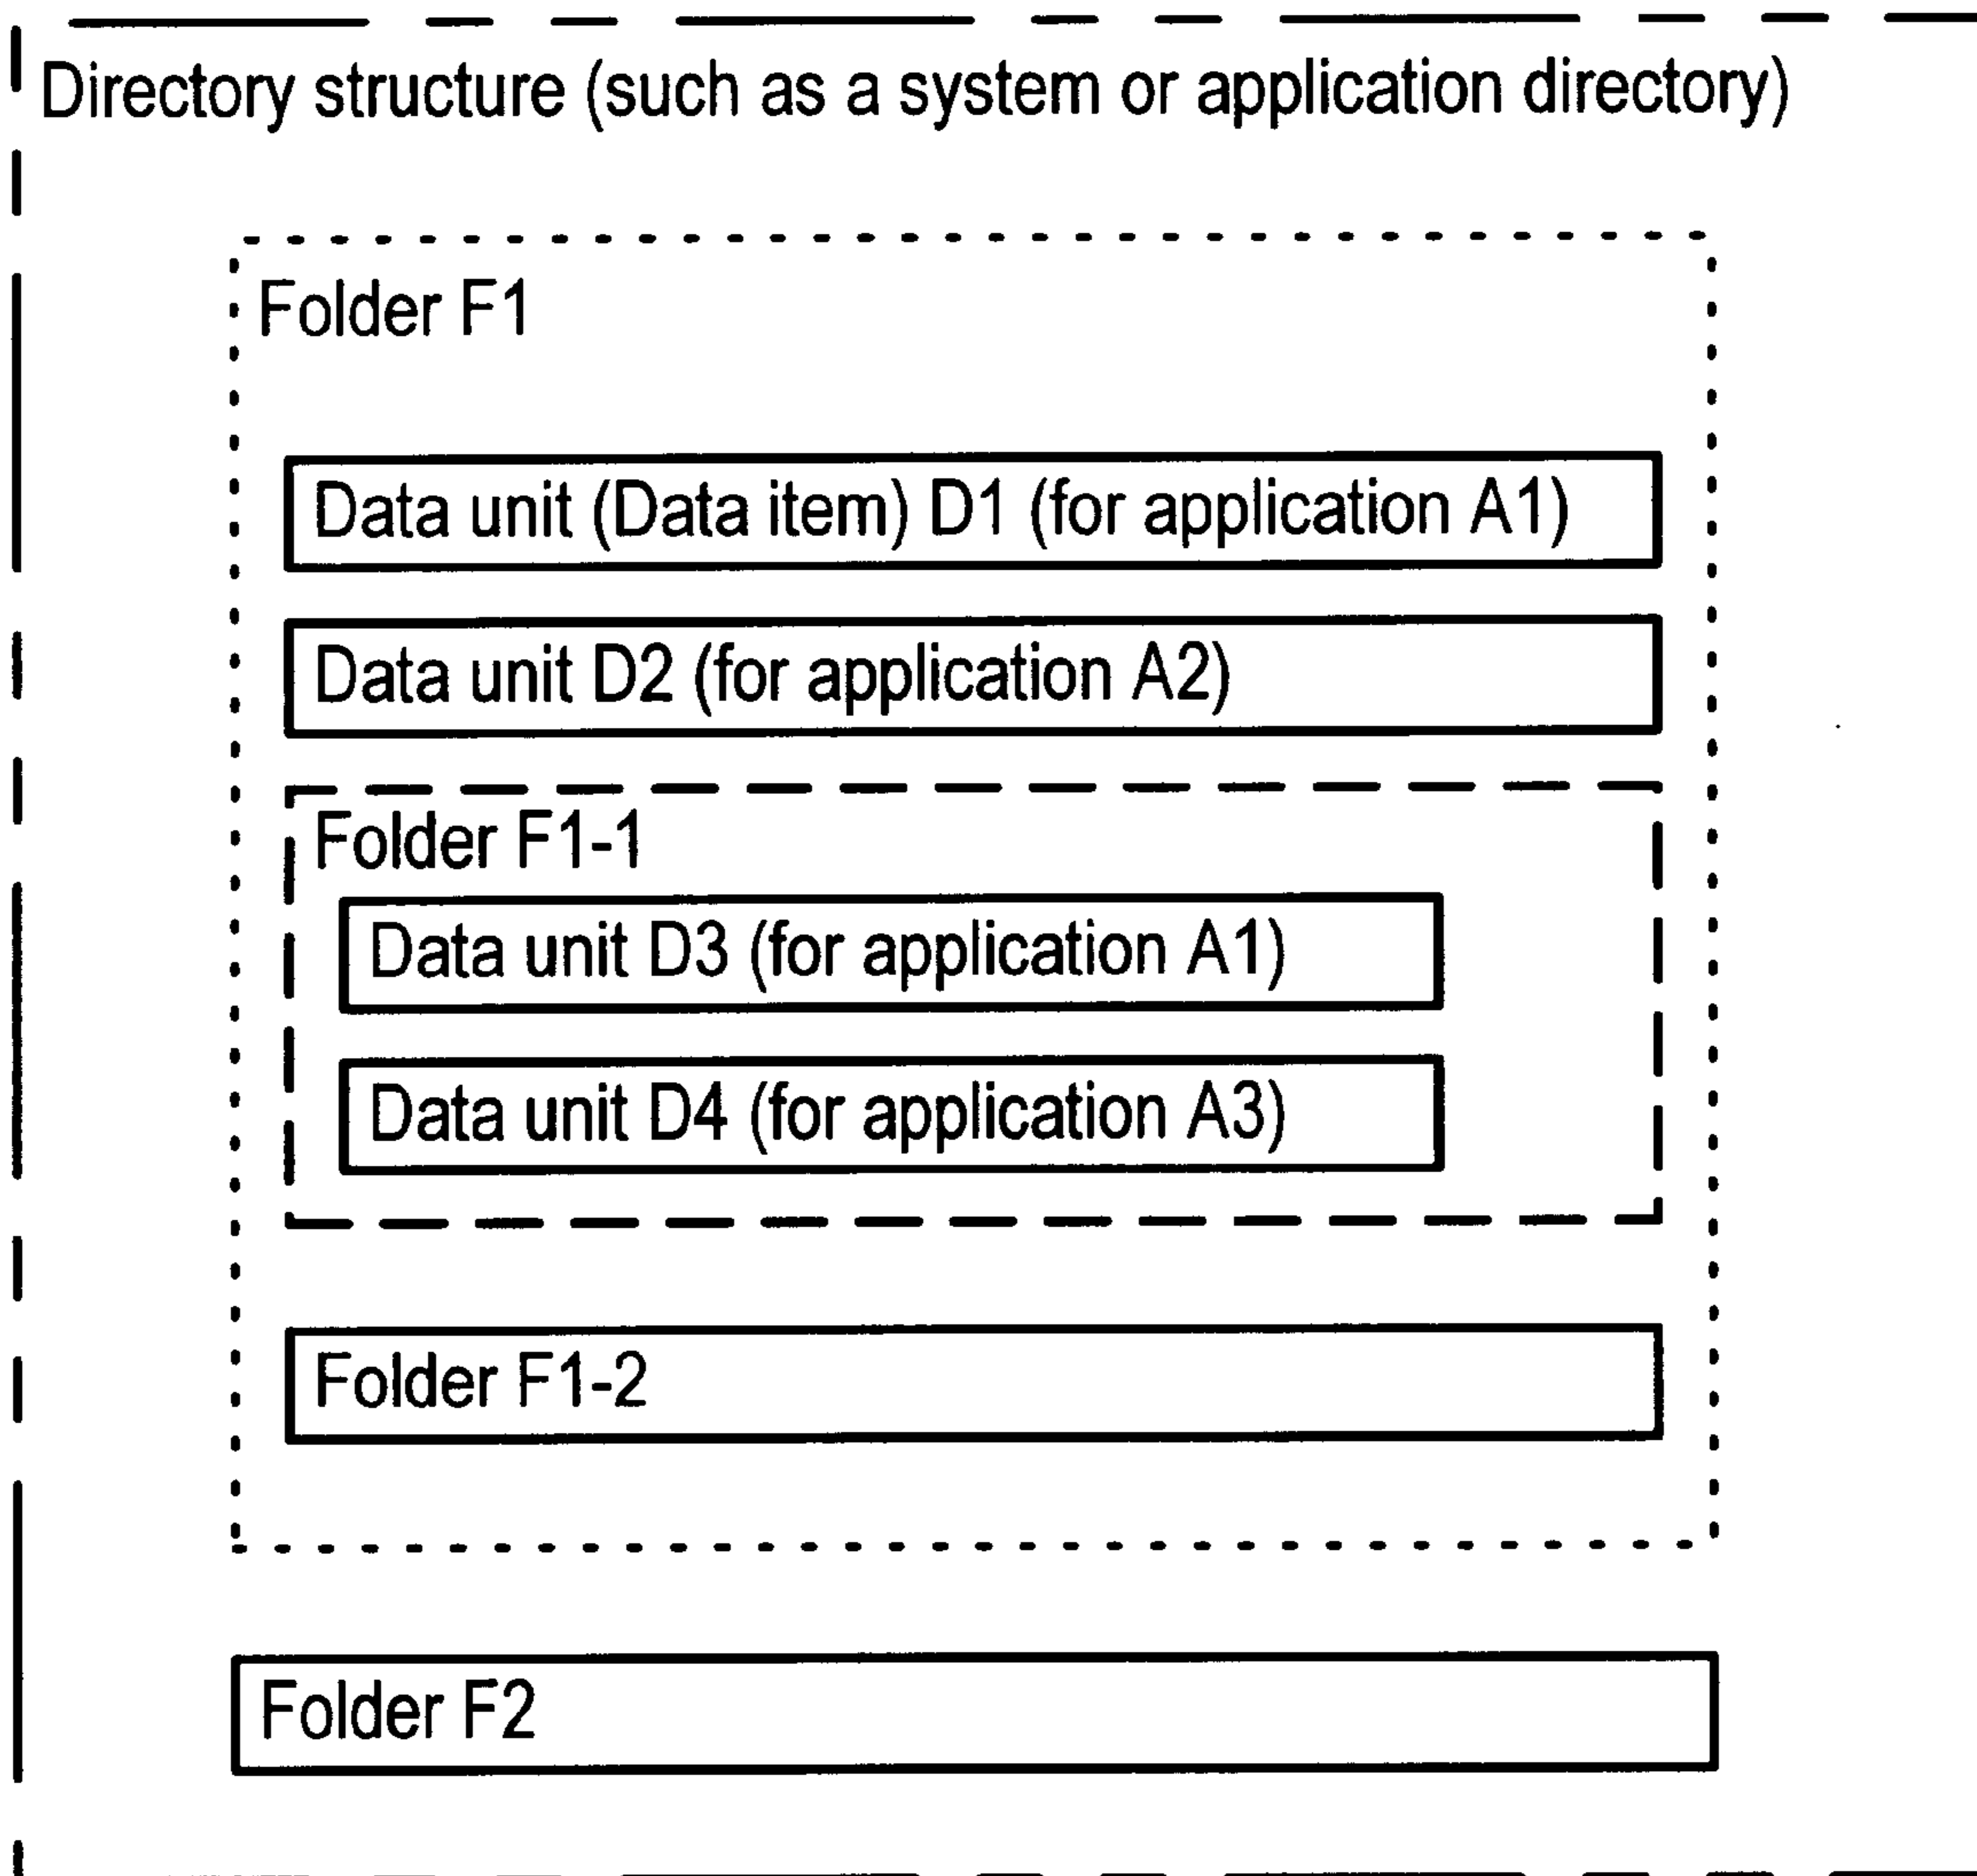 Directory structure (such as a system or application directory)
Folder F1
Data unit (Data item) D1 (for application A1)
Data unit D2 (for application A2)
Folder F1-1
Data unit D3 (for application A1)
Data unit D4 (for application A3)
Folder F1-2
Folder F2